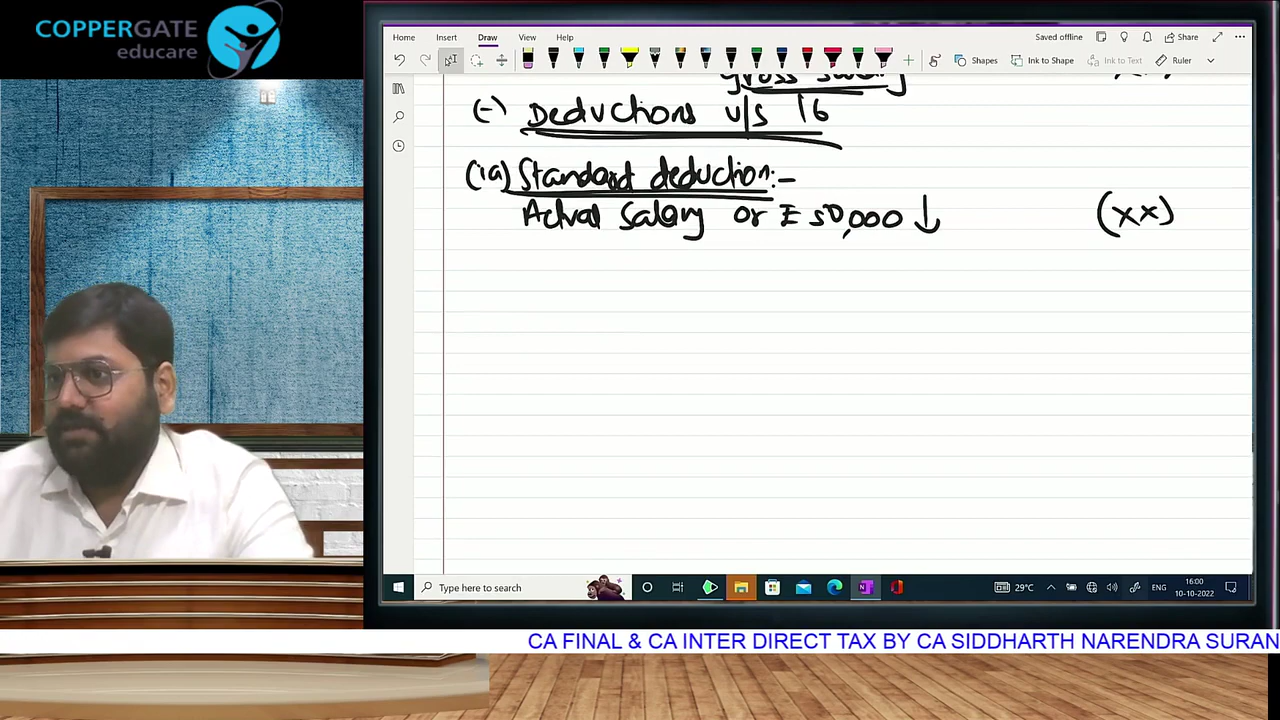 COPPERGATE
educare
Home Insert Draw View Help
Saved offline
Share
Shapes
Ink to Shape
Ink to Text
Ruler
Gross Salary
(-) Deductions u/s 16
(ia) Standard deduction:-
Actual Salary or ₹ 50,000 ↓ (xx)
Type here to search
29°C
ENG
16:00
10-10-2022
CA FINAL & CA INTER DIRECT TAX BY CA SIDDHARTH NARENDRA SURAN